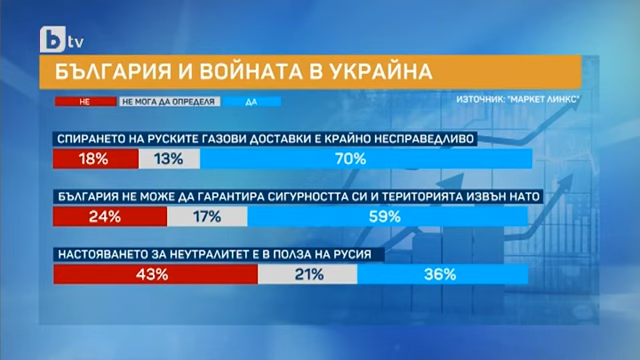 btv
БЪЛГАРИЯ И ВОЙНАТА В УКРАЙНА
НЕ НЕ МОГА ДА ОПРЕДЕЛЯ ДА ИЗТОЧНИК: "МАРКЕТ ЛИНКС"
СПИРАНЕТО НА РУСКИТЕ ГАЗОВИ ДОСТАВКИ Е КРАЙНО НЕСПРАВЕДЛИВО
18% 13% 70%
БЪЛГАРИЯ НЕ МОЖЕ ДА ГАРАНТИРА СИГУРНОСТТА СИ И ТЕРИТОРИЯТА ИЗВЪН НАТО
24% 17% 59%
НАСТОЯВАНЕТО ЗА НЕУТРАЛИТЕТ Е В ПОЛЗА НА РУСИЯ
43% 21% 36%